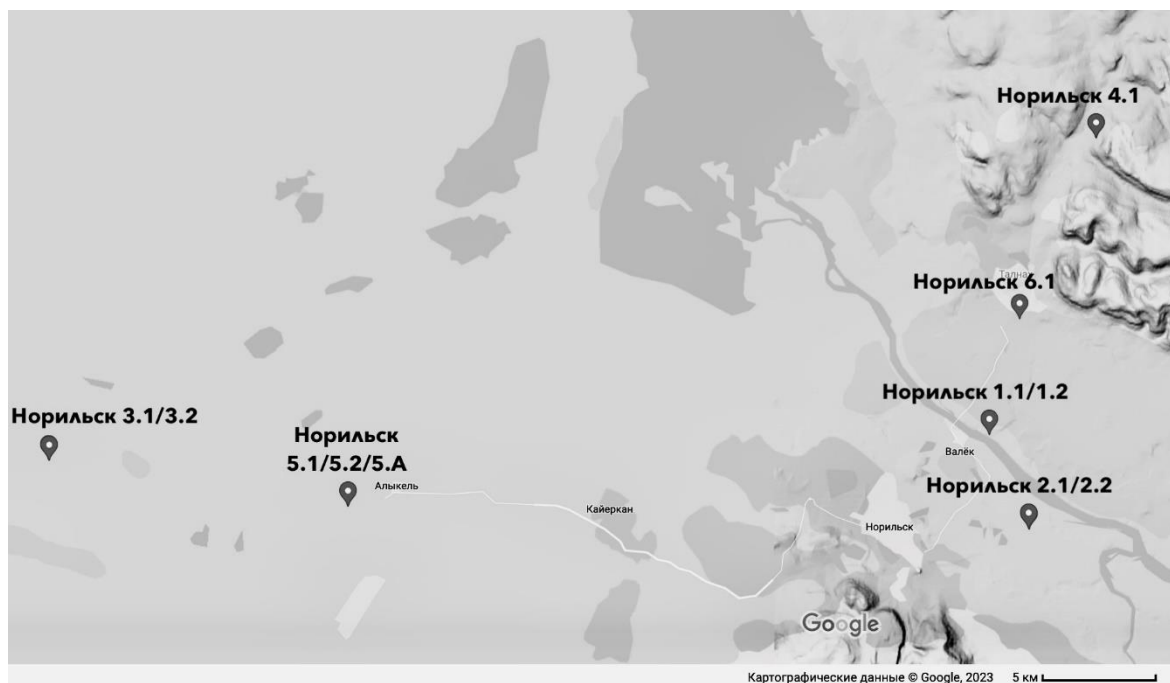 Норильск 4.1
Талнах
Норильск 6.1
Норильск 1.1/1.2
Норильск 3.1/3.2
Норильск
5.1/5.2/5.А
Алыкель
Валёк
Норильск 2.1/2.2
Кайеркан
Норильск
Google
Картографические данные © Google, 2023 5 км